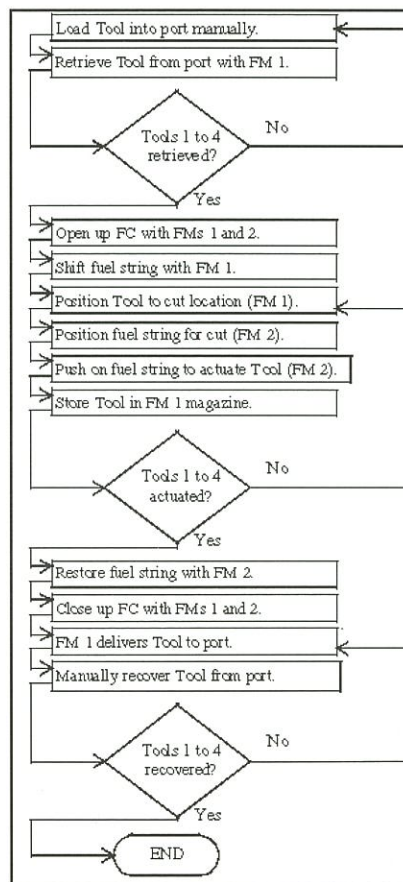 Load Tool into port manually.
Retrieve Tool from port with FM 1.
Tools 1 to 4
retrieved?
No
Yes
Open up FC with FMs 1 and 2.
Shift fuel string with FM 1.
Position Tool to cut location (FM 1).
Position fuel string for cut (FM 2).
Push on fuel string to actuate Tool (FM 2).
Store Tool in FM 1 magazine.
Tools 1 to 4
actuated?
No
Yes
Restore fuel string with FM 2.
Close up FC with FMs 1 and 2.
FM 1 delivers Tool to port.
Manually recover Tool from port.
Tools 1 to 4
recovered?
No
Yes
END